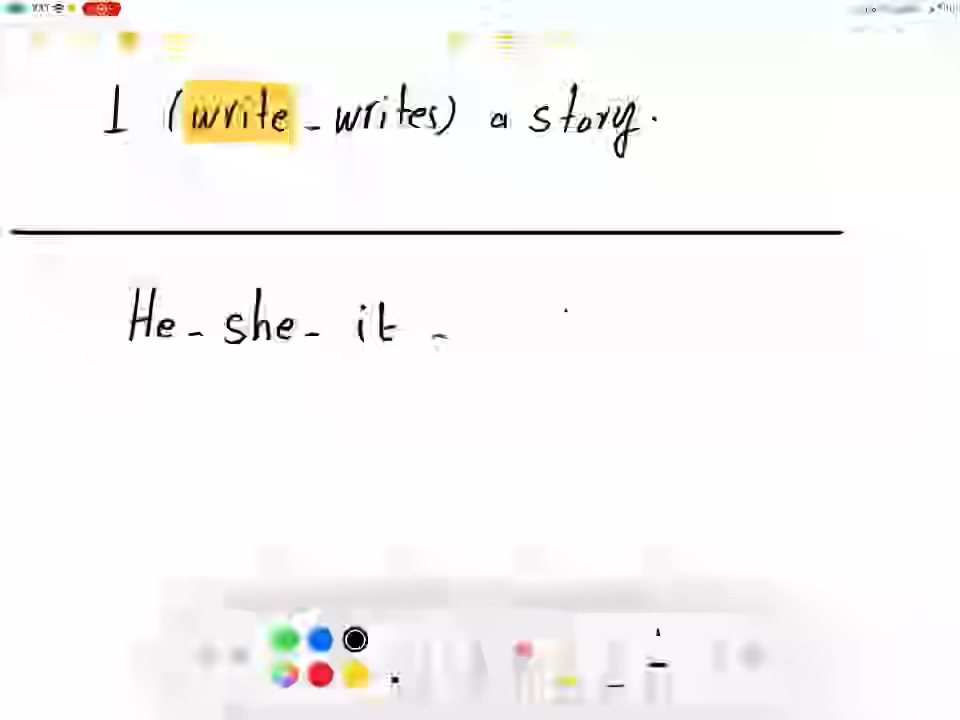 I (write - writes) a story.
He - she - it -